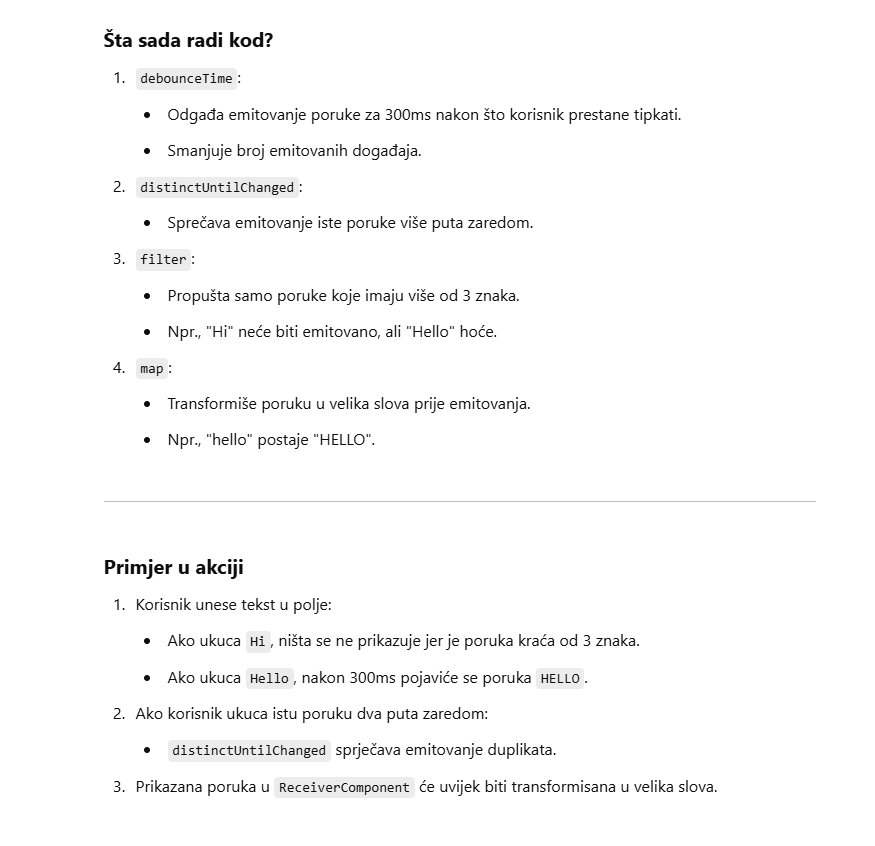 Šta sada radi kod?
1. debounceTime:
• Odgađa emitovanje poruke za 300ms nakon što korisnik prestane tipkati.
• Smanjuje broj emitovanih događaja.
2. distinctUntilChanged:
• Sprečava emitovanje iste poruke više puta zaredom.
3. filter:
• Propušta samo poruke koje imaju više od 3 znaka.
• Npr., "Hi" neće biti emitovano, ali "Hello" hoće.
4. map:
• Transformiše poruku u velika slova prije emitovanja.
• Npr., "hello" postaje "HELLO".
Primjer u akciji
1. Korisnik unese tekst u polje:
• Ako ukuca Hi, ništa se ne prikazuje jer je poruka kraća od 3 znaka.
• Ako ukuca Hello, nakon 300ms pojaviće se poruka HELLO.
2. Ako korisnik ukuca istu poruku dva puta zaredom:
• distinctUntilChanged sprječava emitovanje duplikata.
3. Prikazana poruka u ReceiverComponent će uvijek biti transformisana u velika slova.